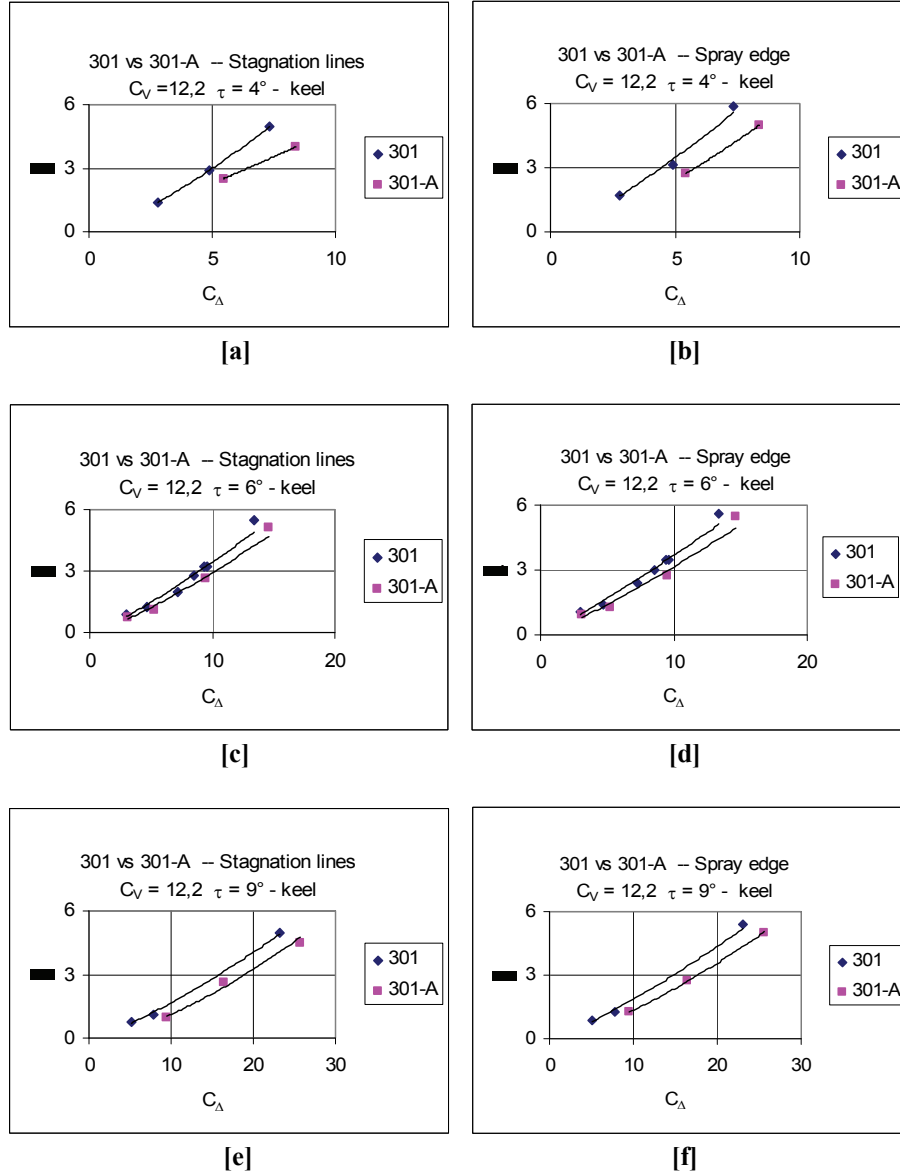 301 vs 301-A -- Stagnation lines
C_V =12,2 τ = 4° - keel
6
3
0
0 5 10
C_Δ
301
301-A
[a]
301 vs 301-A -- Spray edge
C_V = 12,2 τ = 4° - keel
6
3
0
0 5 10
C_Δ
301
301-A
[b]
301 vs 301-A -- Stagnation lines
C_V = 12,2 τ = 6° - keel
6
3
0
0 10 20
C_Δ
301
301-A
[c]
301 vs 301-A -- Spray edge
C_V = 12,2 τ = 6° - keel
6
3
0
0 10 20
C_Δ
301
301-A
[d]
301 vs 301-A -- Stagnation lines
C_V = 12,2 τ = 9° - keel
6
3
0
0 10 20 30
C_Δ
301
301-A
[e]
301 vs 301-A -- Spray edge
C_V = 12,2 τ = 9° - keel
6
3
0
0 10 20 30
C_Δ
301
301-A
[f]